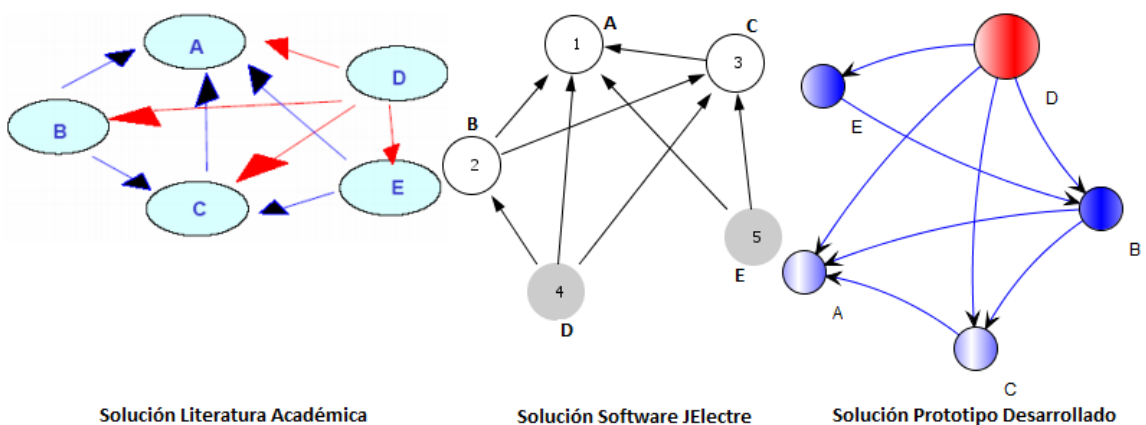 A
D
B
C
E
A
C
1
3
B
2
5
E
4
D
D
E
B
A
C
Solución Literatura Académica
Solución Software JElectre
Solución Prototipo Desarrollado